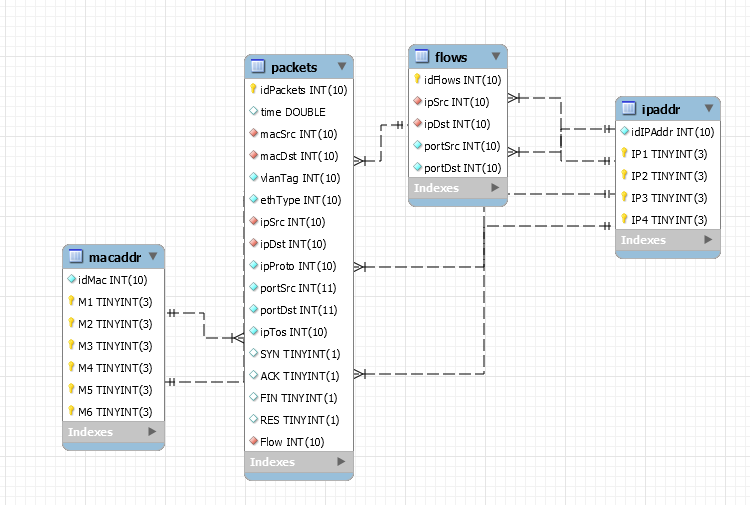 packets
idPackets INT(10)
time DOUBLE
macSrc INT(10)
macDst INT(10)
vlanTag INT(10)
ethType INT(10)
ipSrc INT(10)
ipDst INT(10)
ipProto INT(10)
portSrc INT(11)
portDst INT(11)
ipTos INT(10)
SYN TINYINT(1)
ACK TINYINT(1)
FIN TINYINT(1)
RES TINYINT(1)
Flow INT(10)
Indexes
flows
idFlows INT(10)
ipSrc INT(10)
ipDst INT(10)
portSrc INT(10)
portDst INT(10)
Indexes
ipaddr
idIPAddr INT(10)
IP1 TINYINT(3)
IP2 TINYINT(3)
IP3 TINYINT(3)
IP4 TINYINT(3)
Indexes
macaddr
idMac INT(10)
M1 TINYINT(3)
M2 TINYINT(3)
M3 TINYINT(3)
M4 TINYINT(3)
M5 TINYINT(3)
M6 TINYINT(3)
Indexes